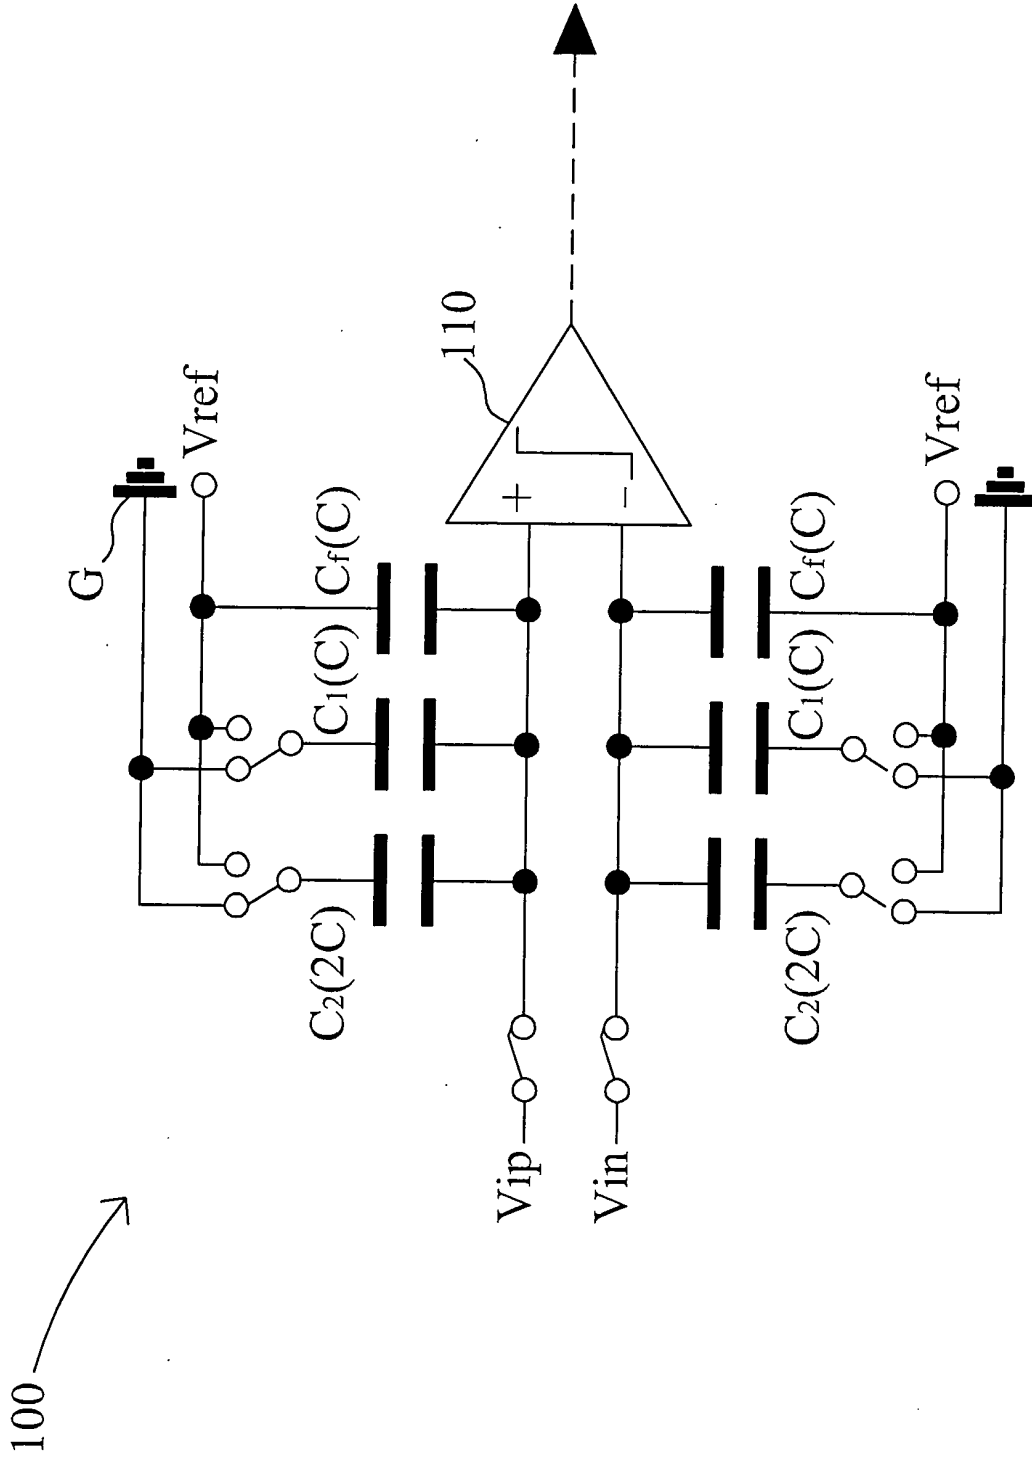 100
G
Vref
C₂(2C)
C₁(C)
Cf(C)
110
Vip
+
Vin
-
C₂(2C)
C₁(C)
Cf(C)
Vref